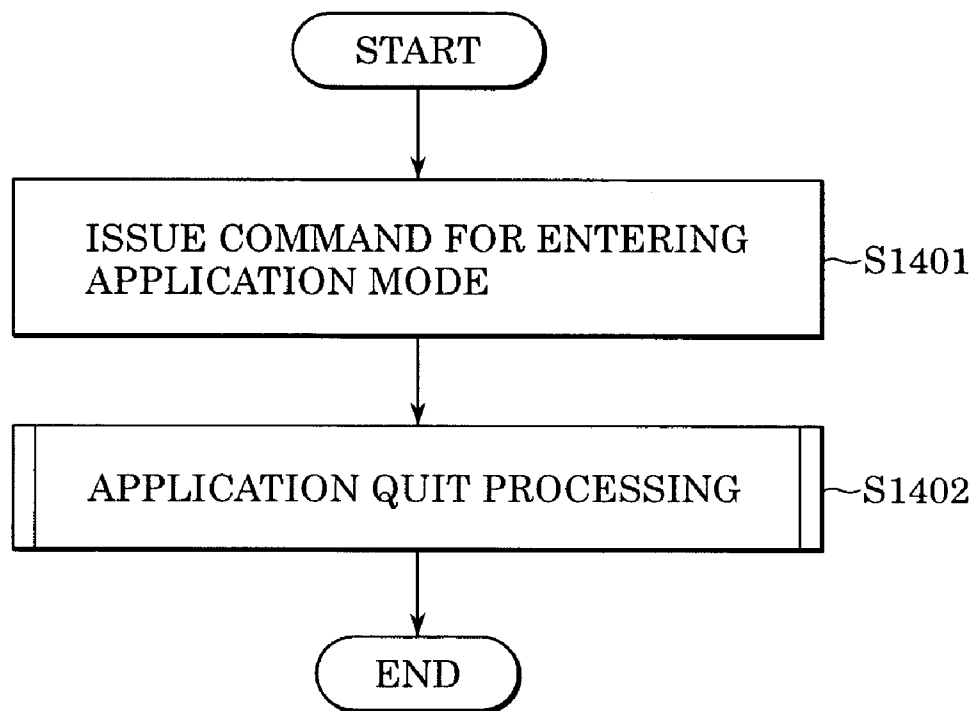 START
ISSUE COMMAND FOR ENTERING
APPLICATION MODE
S1401
APPLICATION QUIT PROCESSING
S1402
END